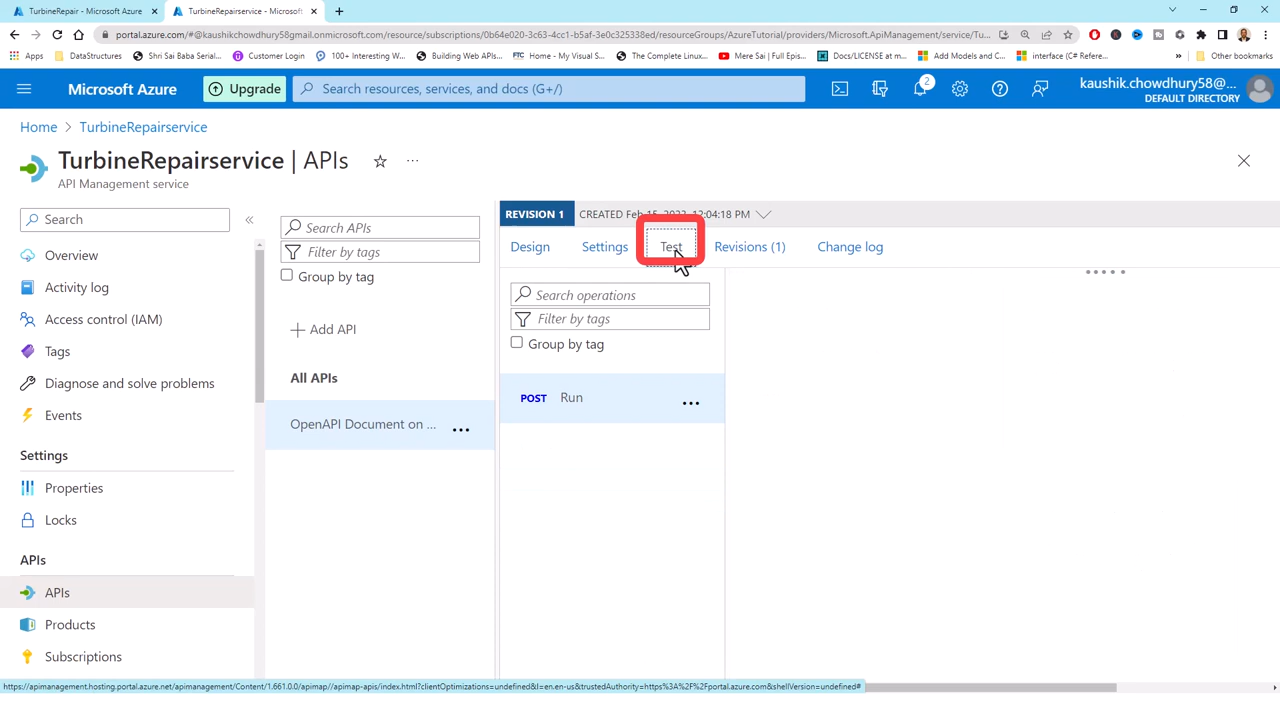 TurbineRepair - Microsoft Azure
TurbineRepairservice - Microsoft
portal.azure.com/#@kaushikchowdhury58gmail.onmicrosoft.com/resource/subscriptions/0b64e020-3c63-4cc1-b5af-3e0c325338ed/resourceGroups/AzureTutorial/providers/Microsoft.ApiManagement/service/Tu...
Apps DataStructures Shri Sai Baba Serial... Customer Login 100+ Interesting W... Building Web APIs... Home - My Visual S... The Complete Linux... Mere Sai | Full Epis... Docs/LICENSE at m... Add Models and C... interface (C# Refere... » Other bookmarks
Microsoft Azure
Upgrade
Search resources, services, and docs (G+/)
2
kaushik.chowdhury58@...
DEFAULT DIRECTORY
Home > TurbineRepairservice
TurbineRepairservice | APIs
API Management service
Search
«
Overview
Activity log
Access control (IAM)
Tags
Diagnose and solve problems
Events
Settings
Properties
Locks
APIs
APIs
Products
Subscriptions
Search APIs
Filter by tags
Group by tag
Add API
All APIs
OpenAPI Document on ...
REVISION 1
CREATED Feb 15, 2023, 12:04:18 PM
Design Settings Test Revisions (1) Change log
Search operations
Filter by tags
Group by tag
POST Run
https://apimanagement.hosting.portal.azure.net/apimanagement/Content/1.661.0.0/apimap//apimap-apis/index.html?clientOptimizations=undefined&l=en.en-us&trustedAuthority=https%3A%2F%2Fportal.azure.com&shellVersion=undefined#